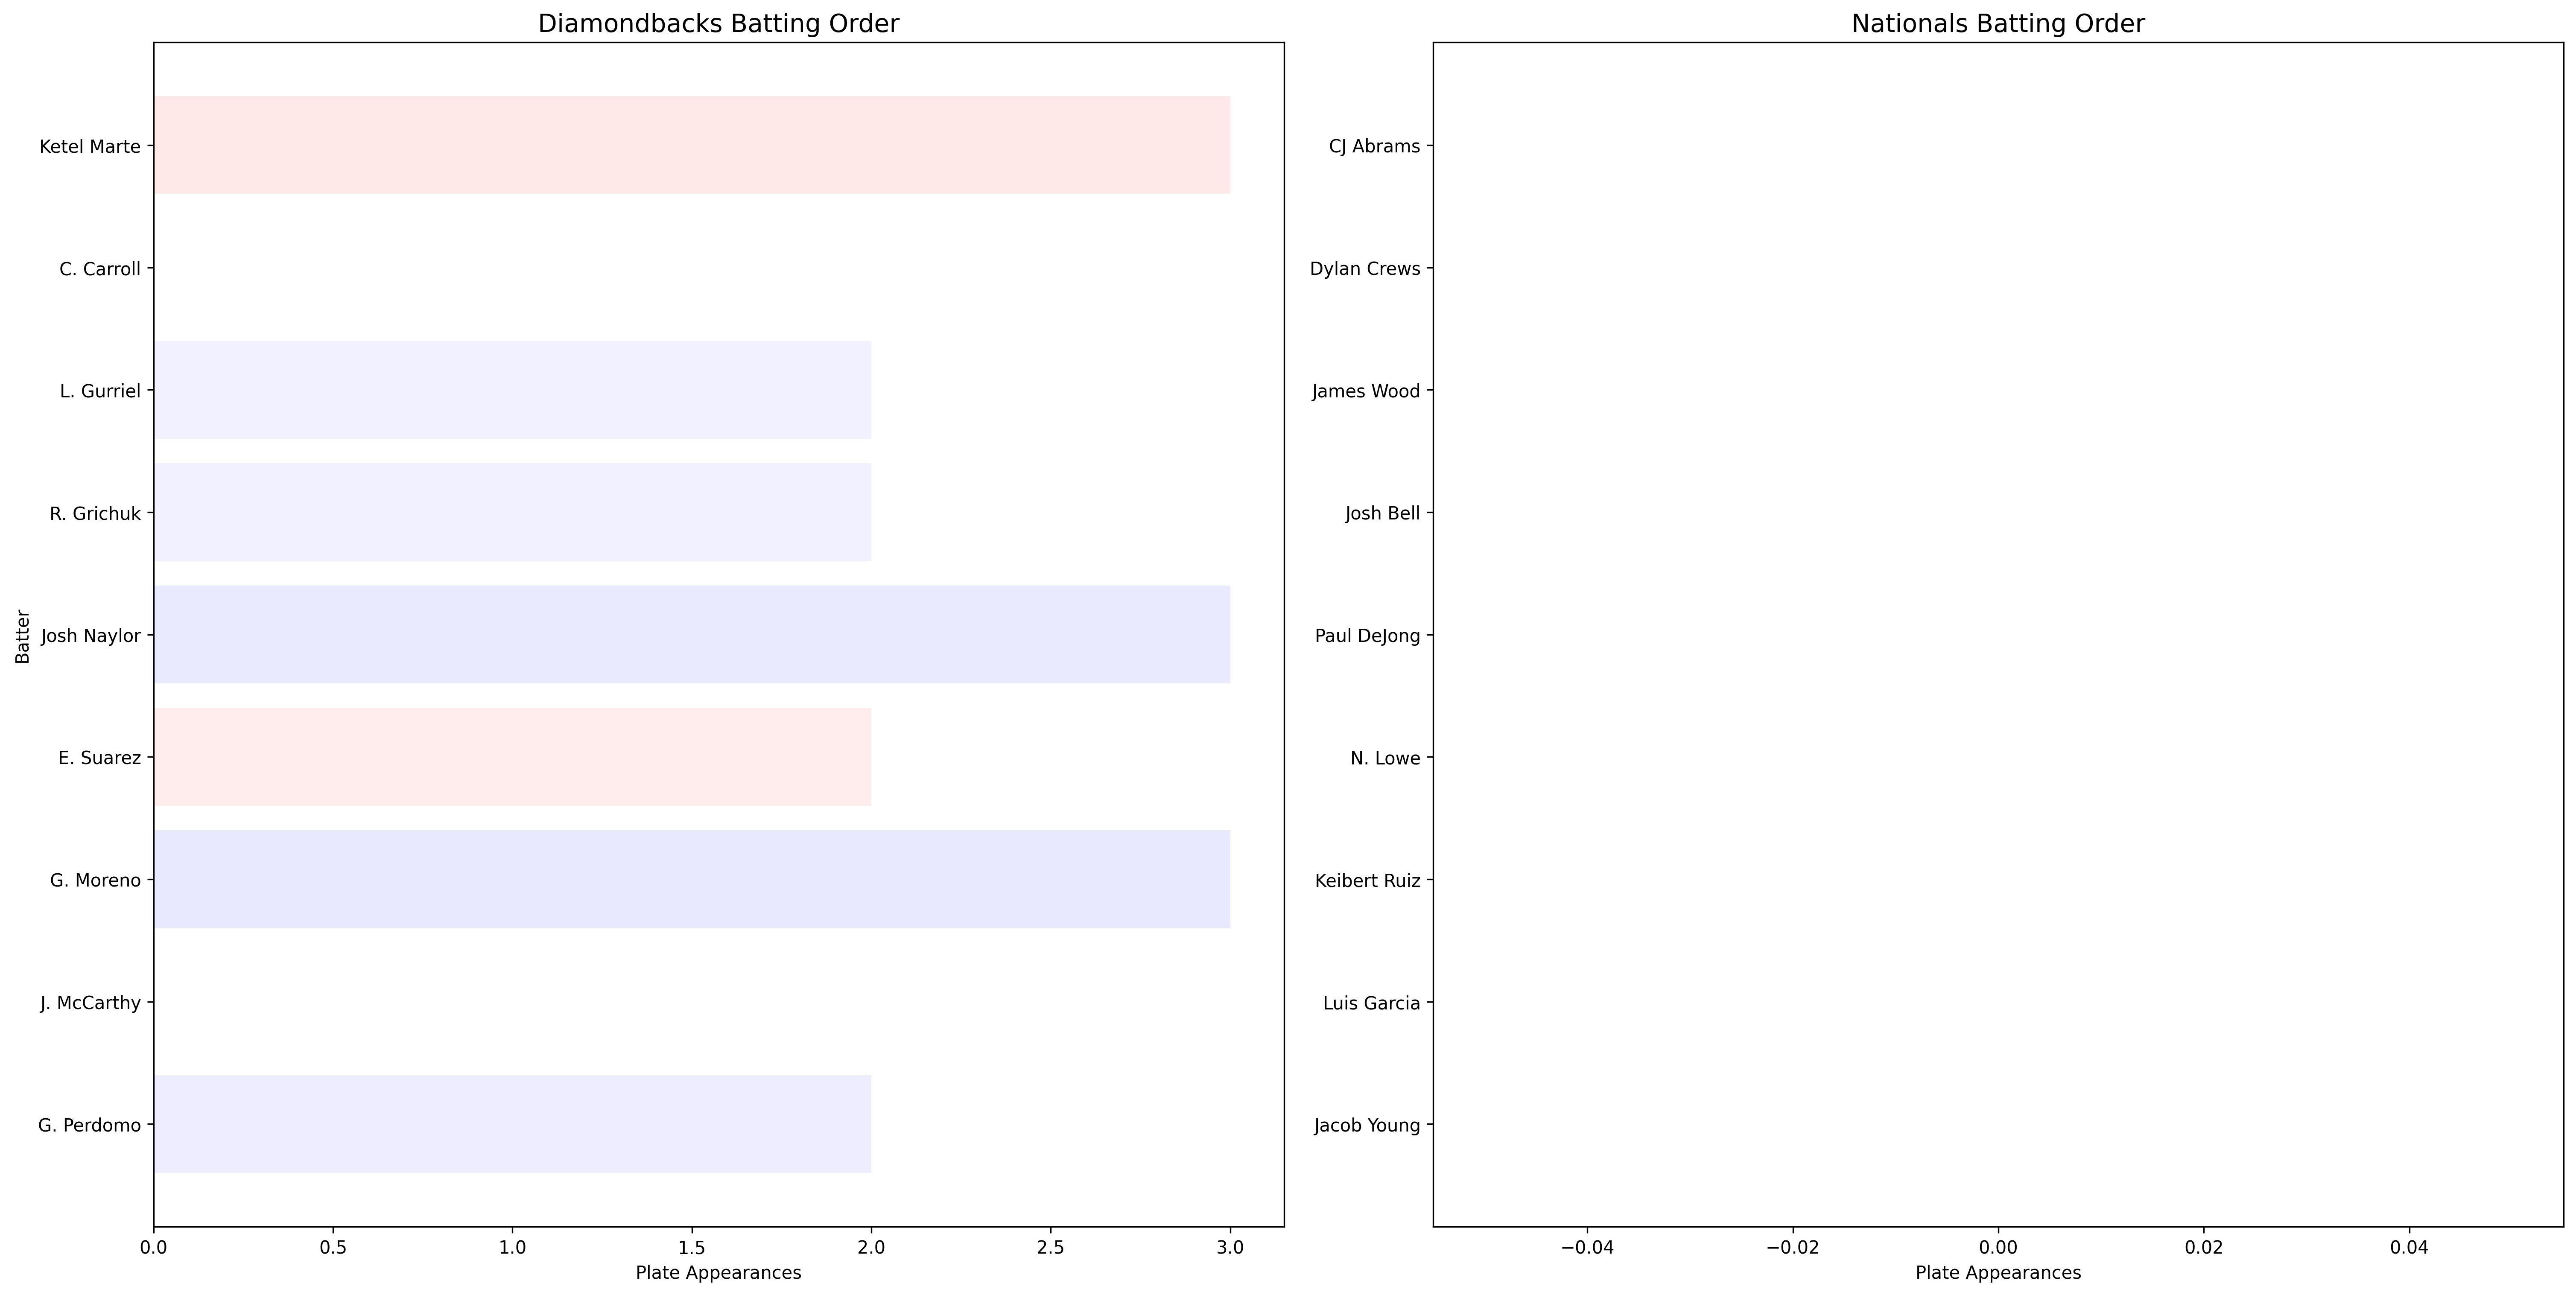 Diamondbacks Batting Order
Batter
Ketel Marte
C. Carroll
L. Gurriel
R. Grichuk
Josh Naylor
E. Suarez
G. Moreno
J. McCarthy
G. Perdomo
0.0 0.5 1.0 1.5 2.0 2.5 3.0
Plate Appearances
Nationals Batting Order
CJ Abrams
Dylan Crews
James Wood
Josh Bell
Paul DeJong
N. Lowe
Keibert Ruiz
Luis Garcia
Jacob Young
−0.04 −0.02 0.00 0.02 0.04
Plate Appearances